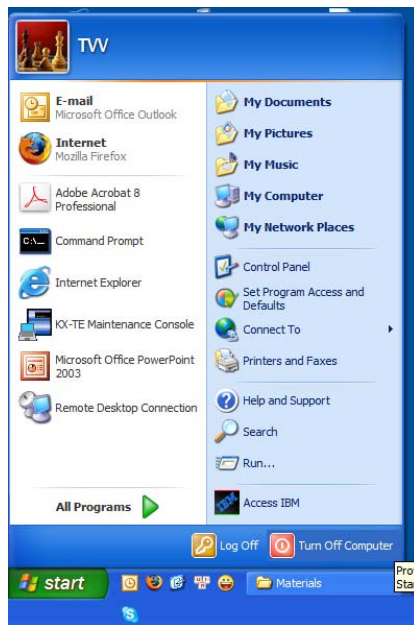 TVV
E-mail
Microsoft Office Outlook
Internet
Mozilla Firefox
Adobe Acrobat 8
Professional
Command Prompt
Internet Explorer
KX-TE Maintenance Console
Microsoft Office PowerPoint
2003
Remote Desktop Connection
All Programs
My Documents
My Pictures
My Music
My Computer
My Network Places
Control Panel
Set Program Access and
Defaults
Connect To
Printers and Faxes
Help and Support
Search
Run...
Access IBM
Log Off
Turn Off Computer
start
Materials